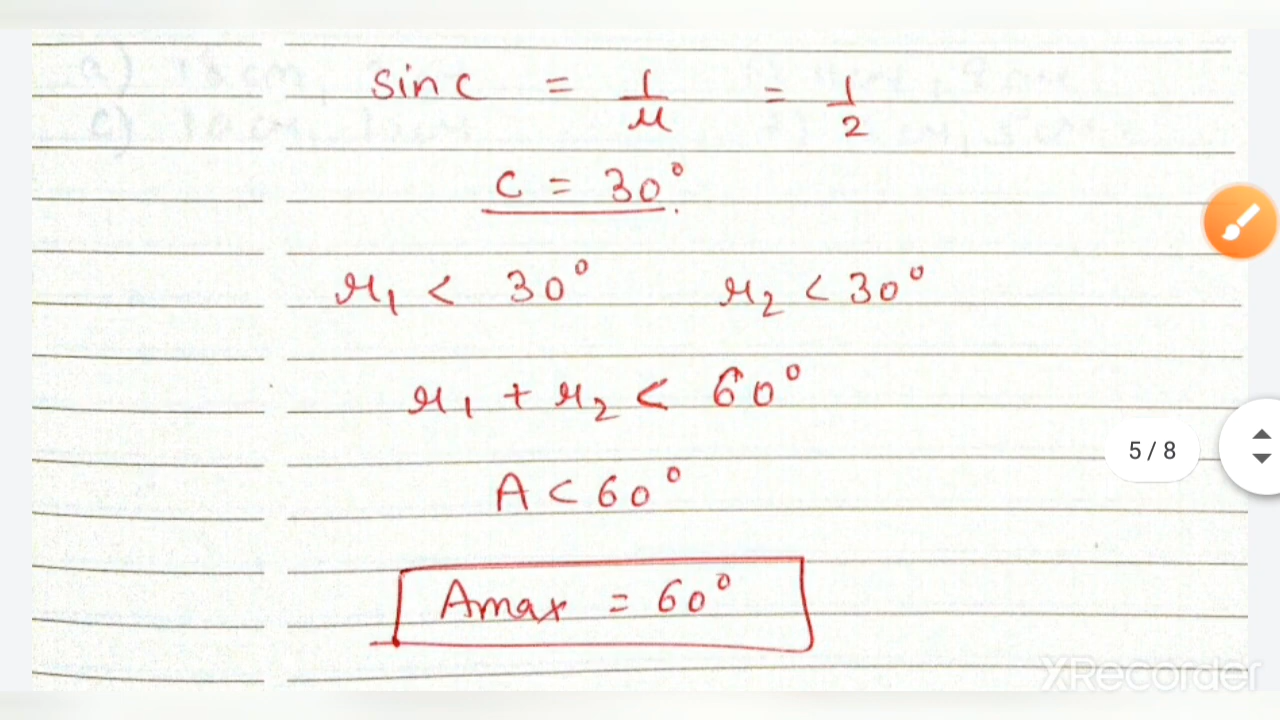 sin c = 1/μ = 1/2
c = 30°
r₁ < 30° r₂ < 30°
r₁ + r₂ < 60°
A < 60°
Amax = 60°
5 / 8
XRecorder